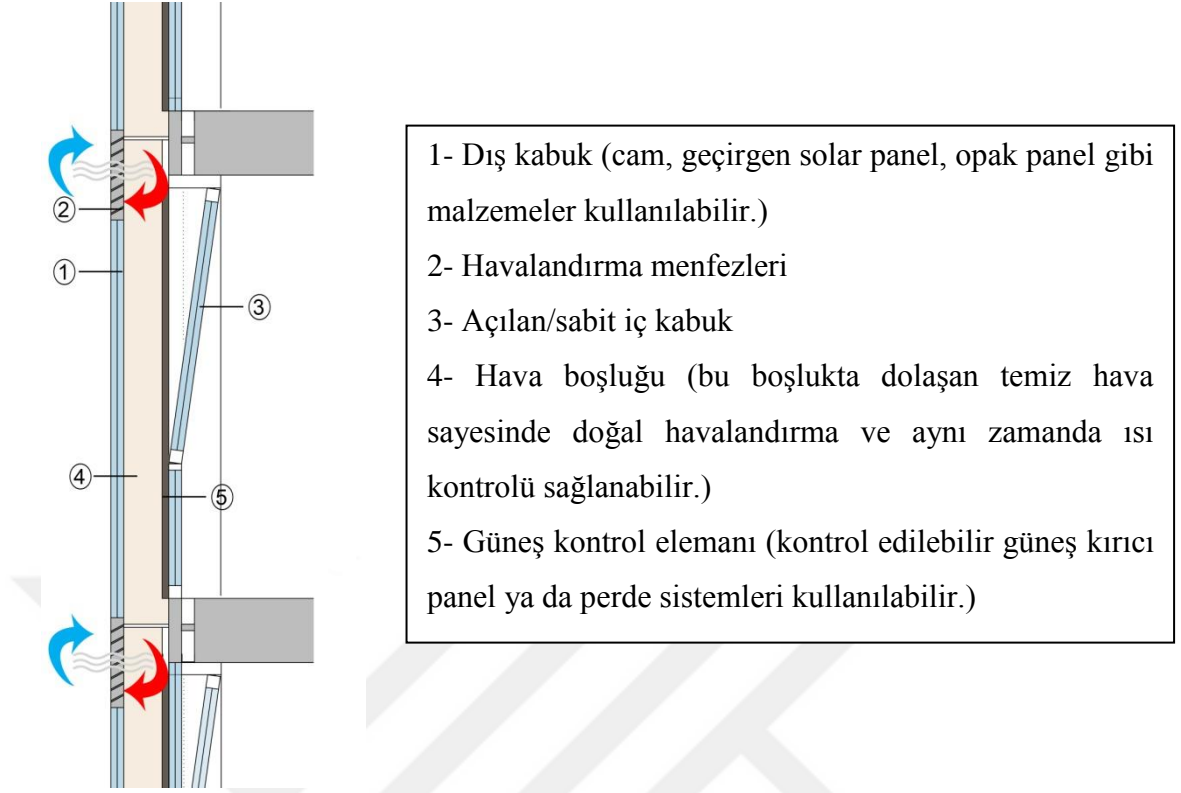 2
1
3
4
5
1- Dış kabuk (cam, geçirgen solar panel, opak panel gibi
malzemeler kullanılabilir.)
2- Havalandırma menfezleri
3- Açılan/sabit iç kabuk
4- Hava boşluğu (bu boşlukta dolaşan temiz hava
sayesinde doğal havalandırma ve aynı zamanda ısı
kontrolü sağlanabilir.)
5- Güneş kontrol elemanı (kontrol edilebilir güneş kırıcı
panel ya da perde sistemleri kullanılabilir.)